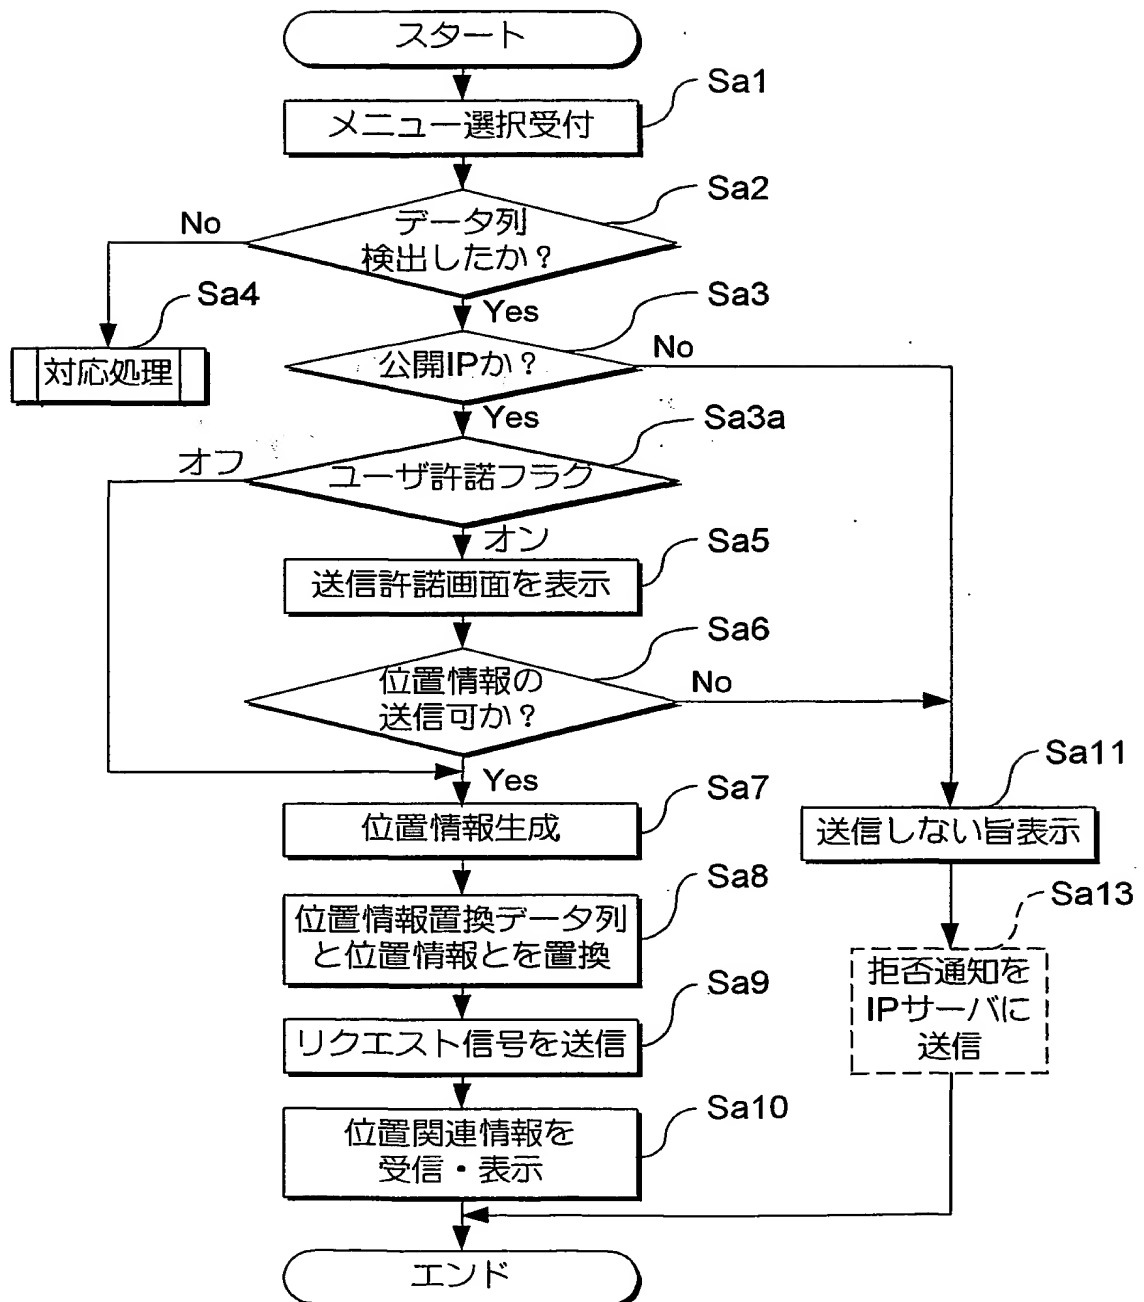 スタート
Sa1
メニュー選択受付
Sa2
データ列
検出したか？
No
Yes
Sa3
Sa4
公開IPか？
No
対応処理
Yes
Sa3a
オフ
ユーザ許諾フラグ
オン
Sa5
送信許諾画面を表示
Sa6
位置情報の
送信可か？
No
Yes
Sa7
位置情報生成
Sa11
送信しない旨表示
Sa8
位置情報置換データ列
と位置情報とを置換
Sa13
拒否通知を
IPサーバに
送信
Sa9
リクエスト信号を送信
Sa10
位置関連情報を
受信・表示
エンド